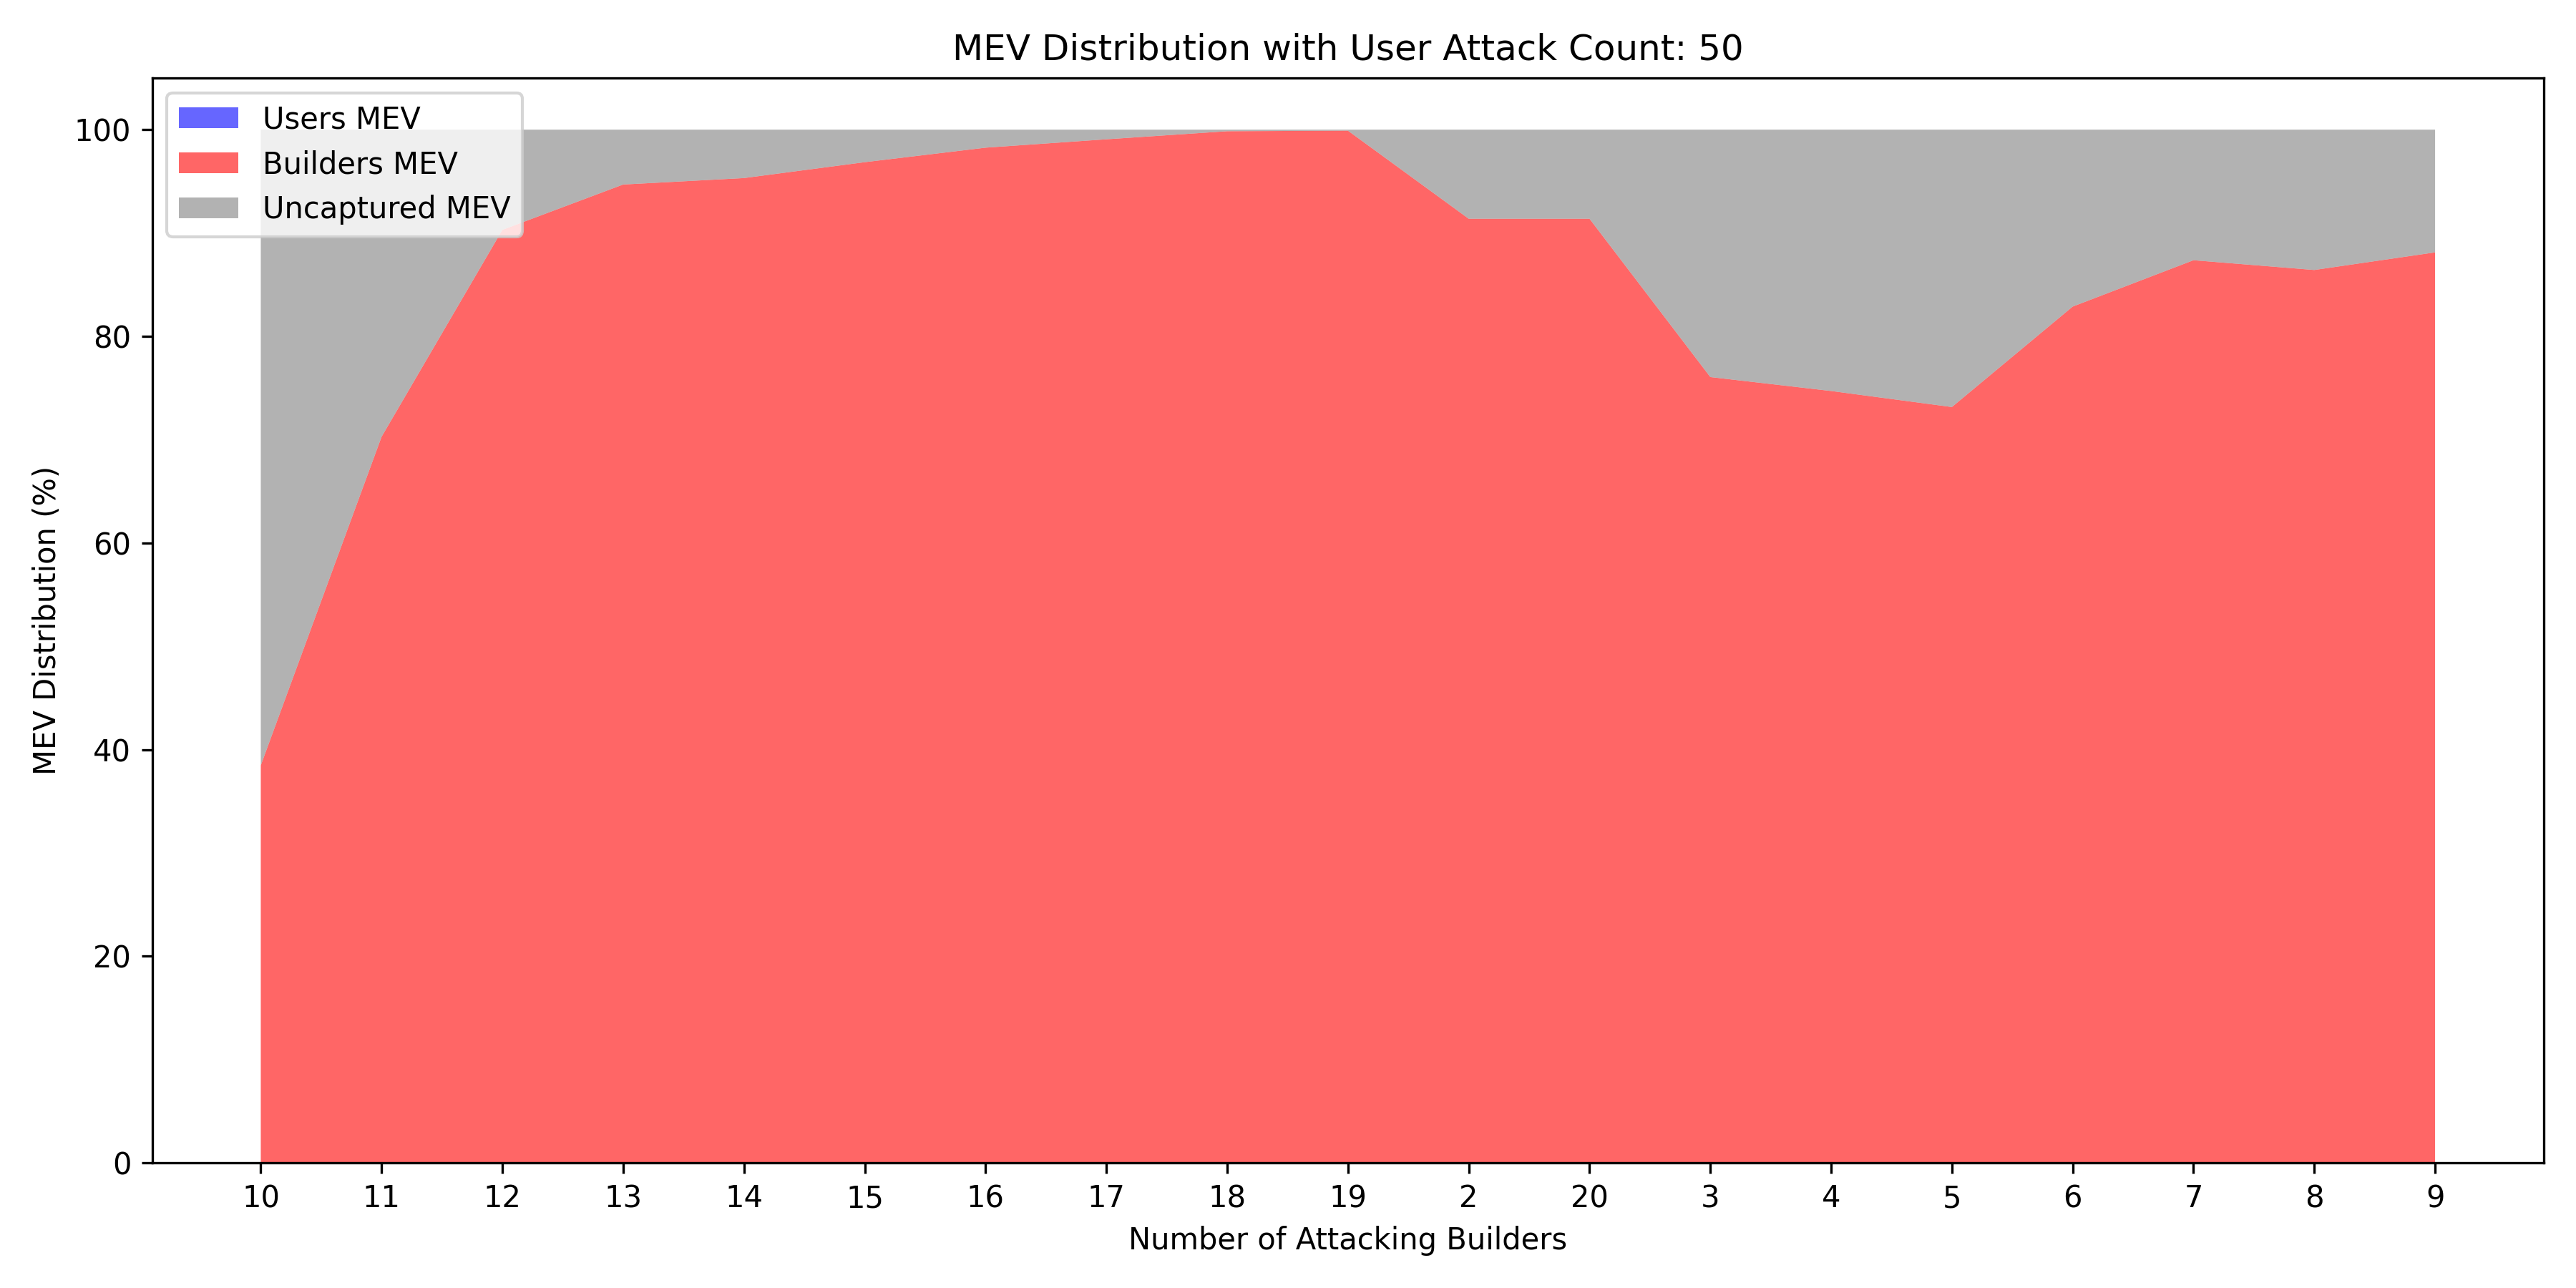 MEV Distribution with User Attack Count: 50
Users MEV
Builders MEV
Uncaptured MEV
MEV Distribution (%)
100
80
60
40
20
0
10 11 12 13 14 15 16 17 18 19 2 20 3 4 5 6 7 8 9
Number of Attacking Builders